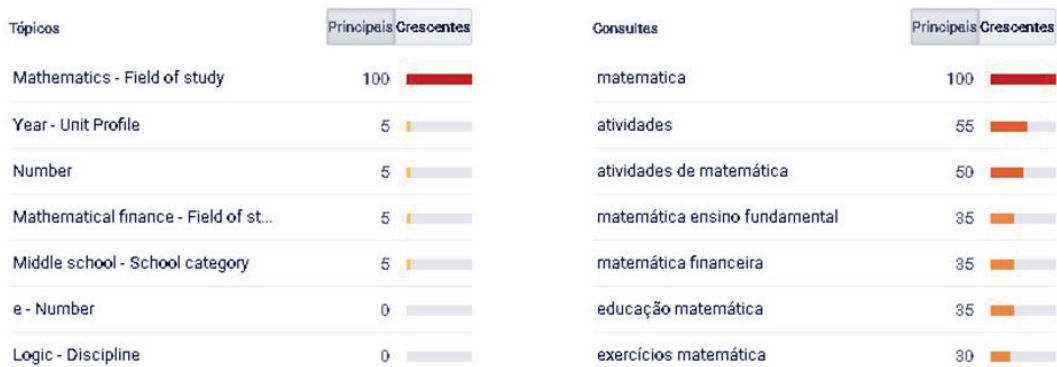 Tópicos
Principais Crescentes
Mathematics - Field of study 100
Year - Unit Profile 5
Number 5
Mathematical finance - Field of st... 5
Middle school - School category 5
e - Number 0
Logic - Discipline 0
Consultas
Principais Crescentes
matematica 100
atividades 55
atividades de matemática 50
matemática ensino fundamental 35
matemática financeira 35
educação matemática 35
exercícios matemática 30